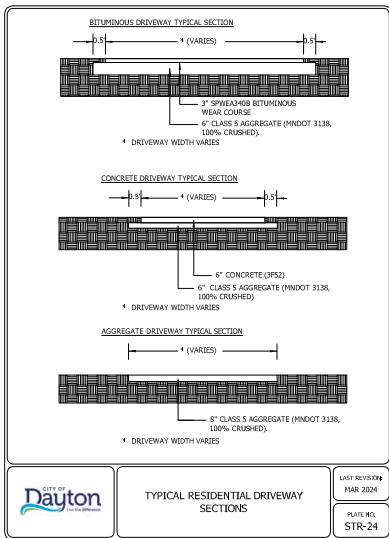 BITUMINOUS DRIVEWAY TYPICAL SECTION
0.5' * (VARIES) 0.5'
3" SPWEA340B BITUMINOUS
WEAR COURSE
6" CLASS 5 AGGREGATE (MNDOT 3138,
100% CRUSHED).
* DRIVEWAY WIDTH VARIES
CONCRETE DRIVEWAY TYPICAL SECTION
0.5' * (VARIES) 0.5'
6" CONCRETE (3F52)
6" CLASS 5 AGGREGATE (MNDOT 3138,
100% CRUSHED)
* DRIVEWAY WIDTH VARIES
AGGREGATE DRIVEWAY TYPICAL SECTION
* (VARIES)
8" CLASS 5 AGGREGATE (MNDOT 3138,
100% CRUSHED).
* DRIVEWAY WIDTH VARIES
CITY OF
Dayton
Live the difference
TYPICAL RESIDENTIAL DRIVEWAY
SECTIONS
LAST REVISION:
MAR 2024
PLATE NO.
STR-24